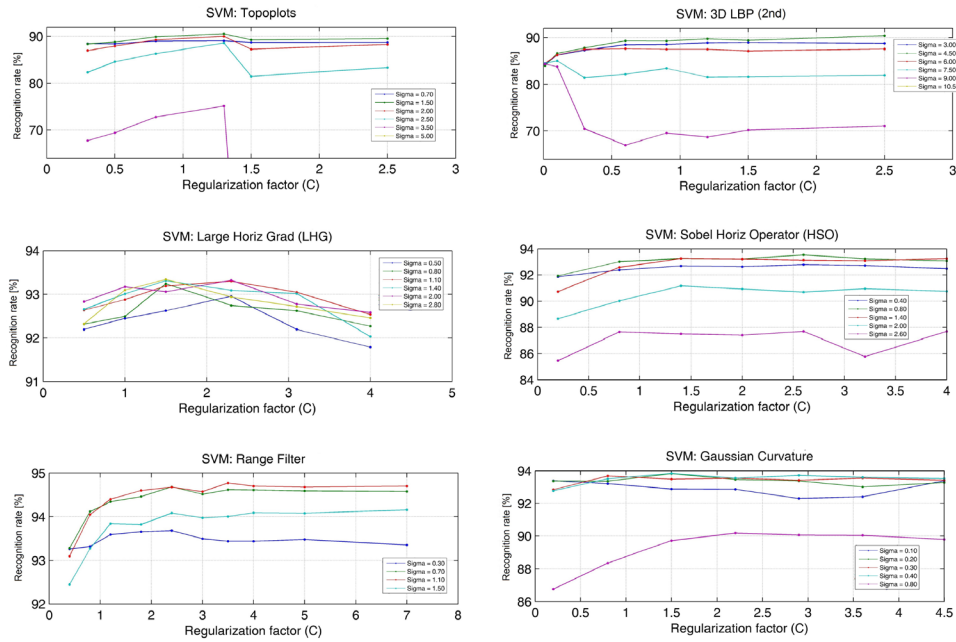 SVM: Topoplots
90
80
70
Recognition rate [%]
0 0.5 1 1.5 2 2.5 3
Regularization factor (C)
Sigma = 0.70
Sigma = 1.50
Sigma = 2.00
Sigma = 2.50
Sigma = 3.50
Sigma = 5.00
SVM: 3D LBP (2nd)
90
80
70
Recognition rate [%]
0 0.5 1 1.5 2 2.5 3
Regularization factor (C)
Sigma = 3.00
Sigma = 4.50
Sigma = 6.00
Sigma = 7.50
Sigma = 9.00
Sigma = 10.5
SVM: Large Horiz Grad (LHG)
94
93
92
91
Recognition rate [%]
0 1 2 3 4 5
Regularization factor (C)
Sigma = 0.50
Sigma = 0.80
Sigma = 1.10
Sigma = 1.40
Sigma = 2.00
Sigma = 2.80
SVM: Sobel Horiz Operator (HSO)
94
92
90
88
86
84
Recognition rate [%]
0 0.5 1 1.5 2 2.5 3 3.5 4
Regularization factor (C)
Sigma = 0.40
Sigma = 0.80
Sigma = 1.40
Sigma = 2.00
Sigma = 2.60
SVM: Range Filter
95
94
93
92
Recognition rate [%]
0 1 2 3 4 5 6 7 8
Regularization factor (C)
Sigma = 0.30
Sigma = 0.70
Sigma = 1.10
Sigma = 1.50
SVM: Gaussian Curvature
94
92
90
88
86
Recognition rate [%]
0 0.5 1 1.5 2 2.5 3 3.5 4 4.5
Regularization factor (C)
Sigma = 0.10
Sigma = 0.20
Sigma = 0.30
Sigma = 0.40
Sigma = 0.80